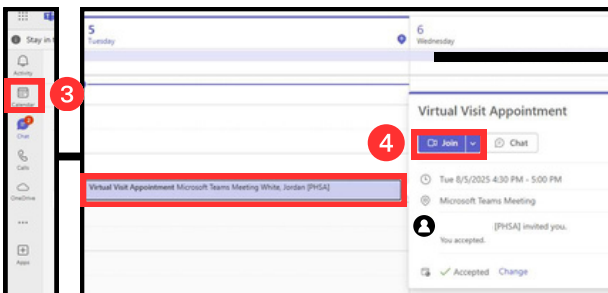 Stay in t
Activity
Calendar
3
Chat
Calls
OneDrive
Apps
5
Tuesday
6
Wednesday
Virtual Visit Appointment Microsoft Teams Meeting White, Jordan [PHSA]
Virtual Visit Appointment
4
Join
Chat
Tue 8/5/2025 4:30 PM - 5:00 PM
Microsoft Teams Meeting
[PHSA] invited you.
You accepted.
Accepted Change